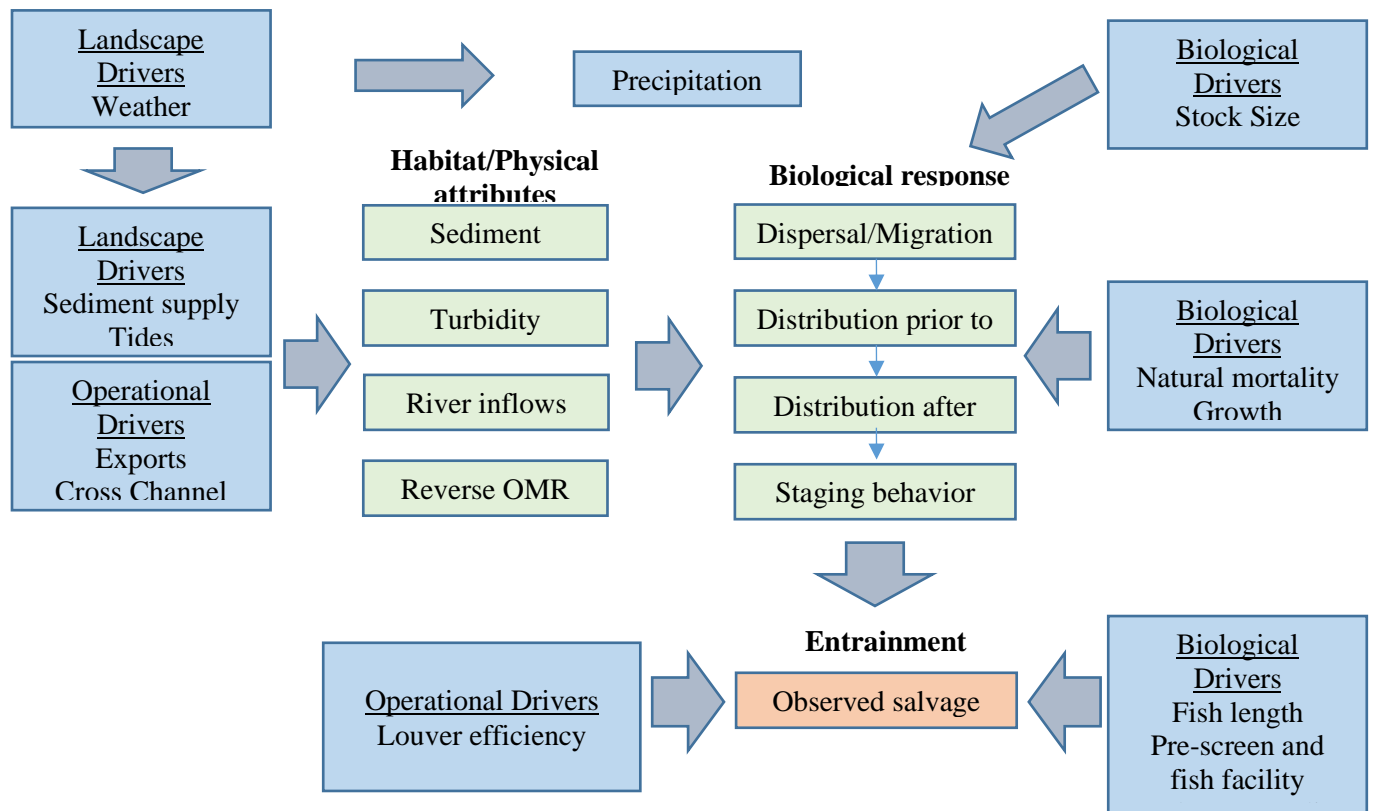 Landscape
Drivers
Weather
Precipitation
Biological
Drivers
Stock Size
Habitat/Physical
attributes
Biological response
Landscape
Drivers
Sediment supply
Tides
Operational
Drivers
Exports
Cross Channel
Sediment
Turbidity
River inflows
Reverse OMR
Dispersal/Migration
Distribution prior to
Distribution after
Staging behavior
Biological
Drivers
Natural mortality
Growth
Entrainment
Operational Drivers
Louver efficiency
Observed salvage
Biological
Drivers
Fish length
Pre-screen and
fish facility